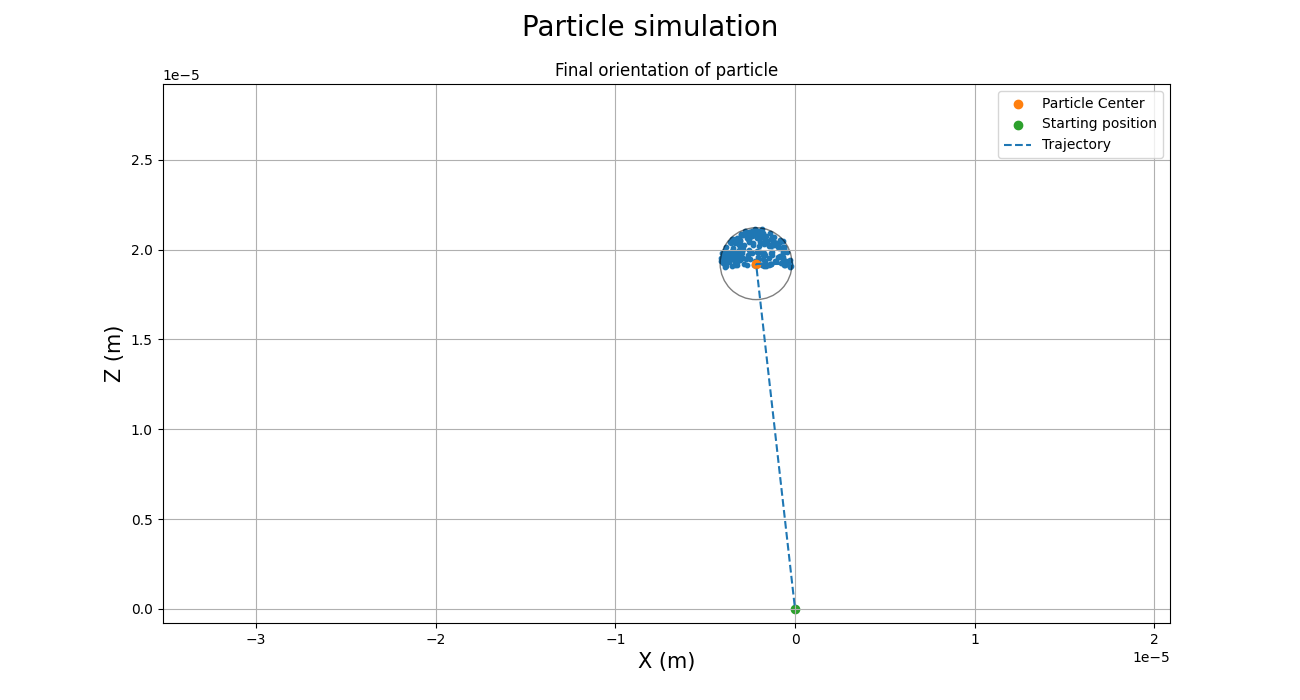 Particle simulation
Final orientation of particle
1e−5
Particle Center
Starting position
Trajectory
2.5
2.0
1.5
1.0
0.5
0.0
Z (m)
−3
−2
−1
0
1
2
1e−5
X (m)